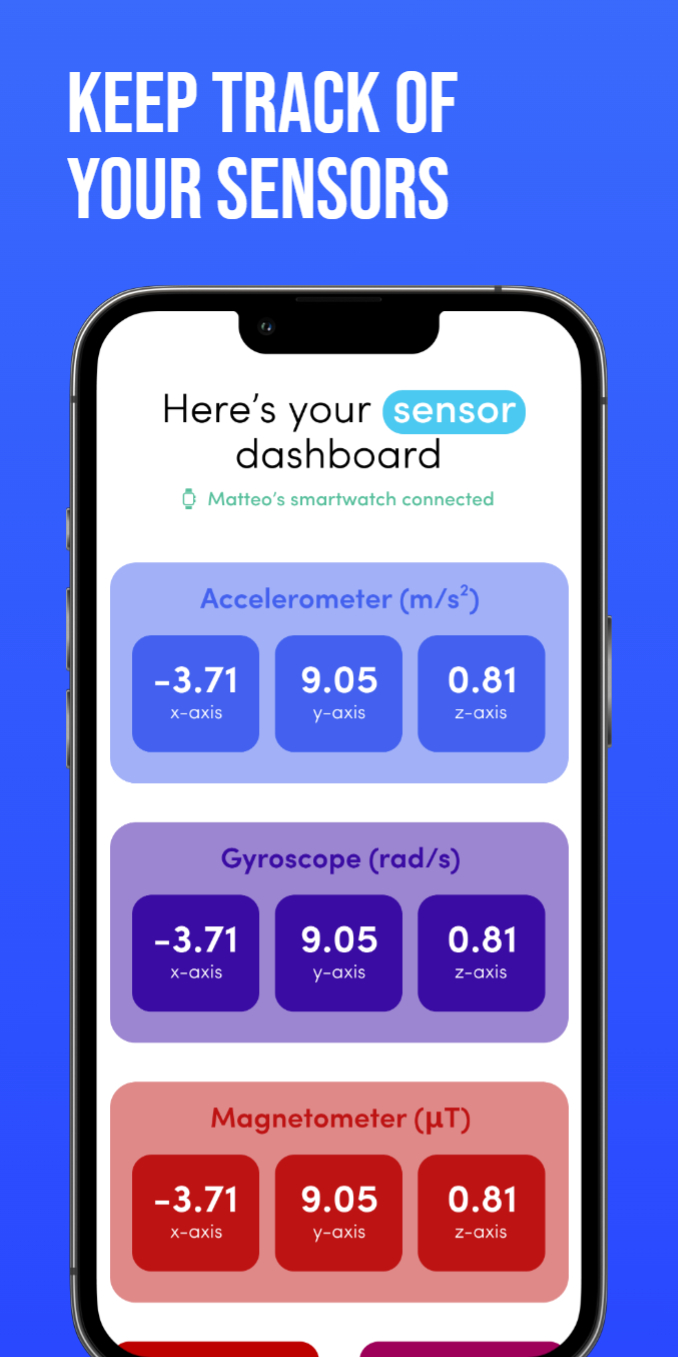 KEEP TRACK OF
YOUR SENSORS
Here's your sensor
dashboard
Matteo's smartwatch connected
Accelerometer (m/s²)
-3.71 9.05 0.81
x-axis y-axis z-axis
Gyroscope (rad/s)
-3.71 9.05 0.81
x-axis y-axis z-axis
Magnetometer (μT)
-3.71 9.05 0.81
x-axis y-axis z-axis